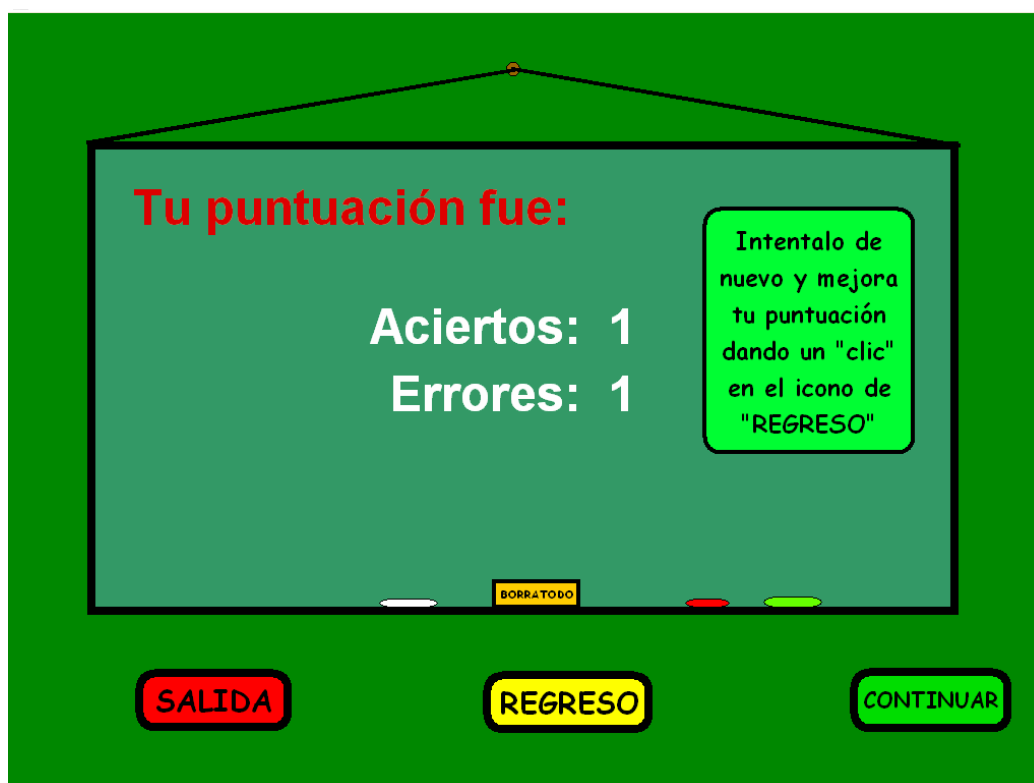 Tu puntuación fue:
Aciertos: 1
Errores: 1
Intentalo de
nuevo y mejora
tu puntuación
dando un "clic"
en el icono de
"REGRESO"
BORRATODO
SALIDA
REGRESO
CONTINUAR